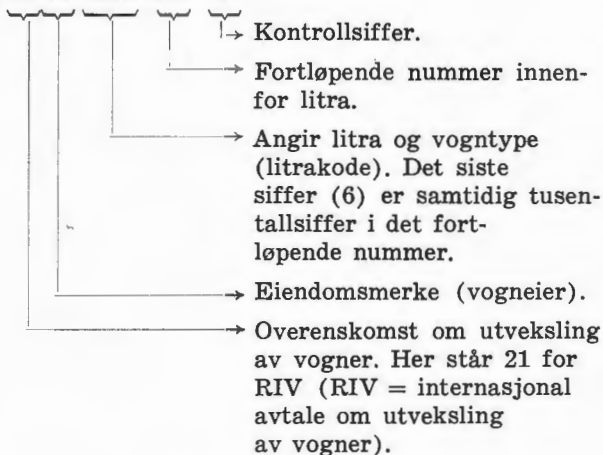 Kontrollsiffer.
Fortløpende nummer innen-
for litra.
Angir litra og vogntype
(litrakode). Det siste
siffer (6) er samtidig tusen-
tallsiffer i det fort-
løpende nummer.
Eiendomsmerke (vogneier).
Overenskomst om utveksling
av vogner. Her står 21 for
RIV (RIV = internasjonal
avtale om utveksling
av vogner).